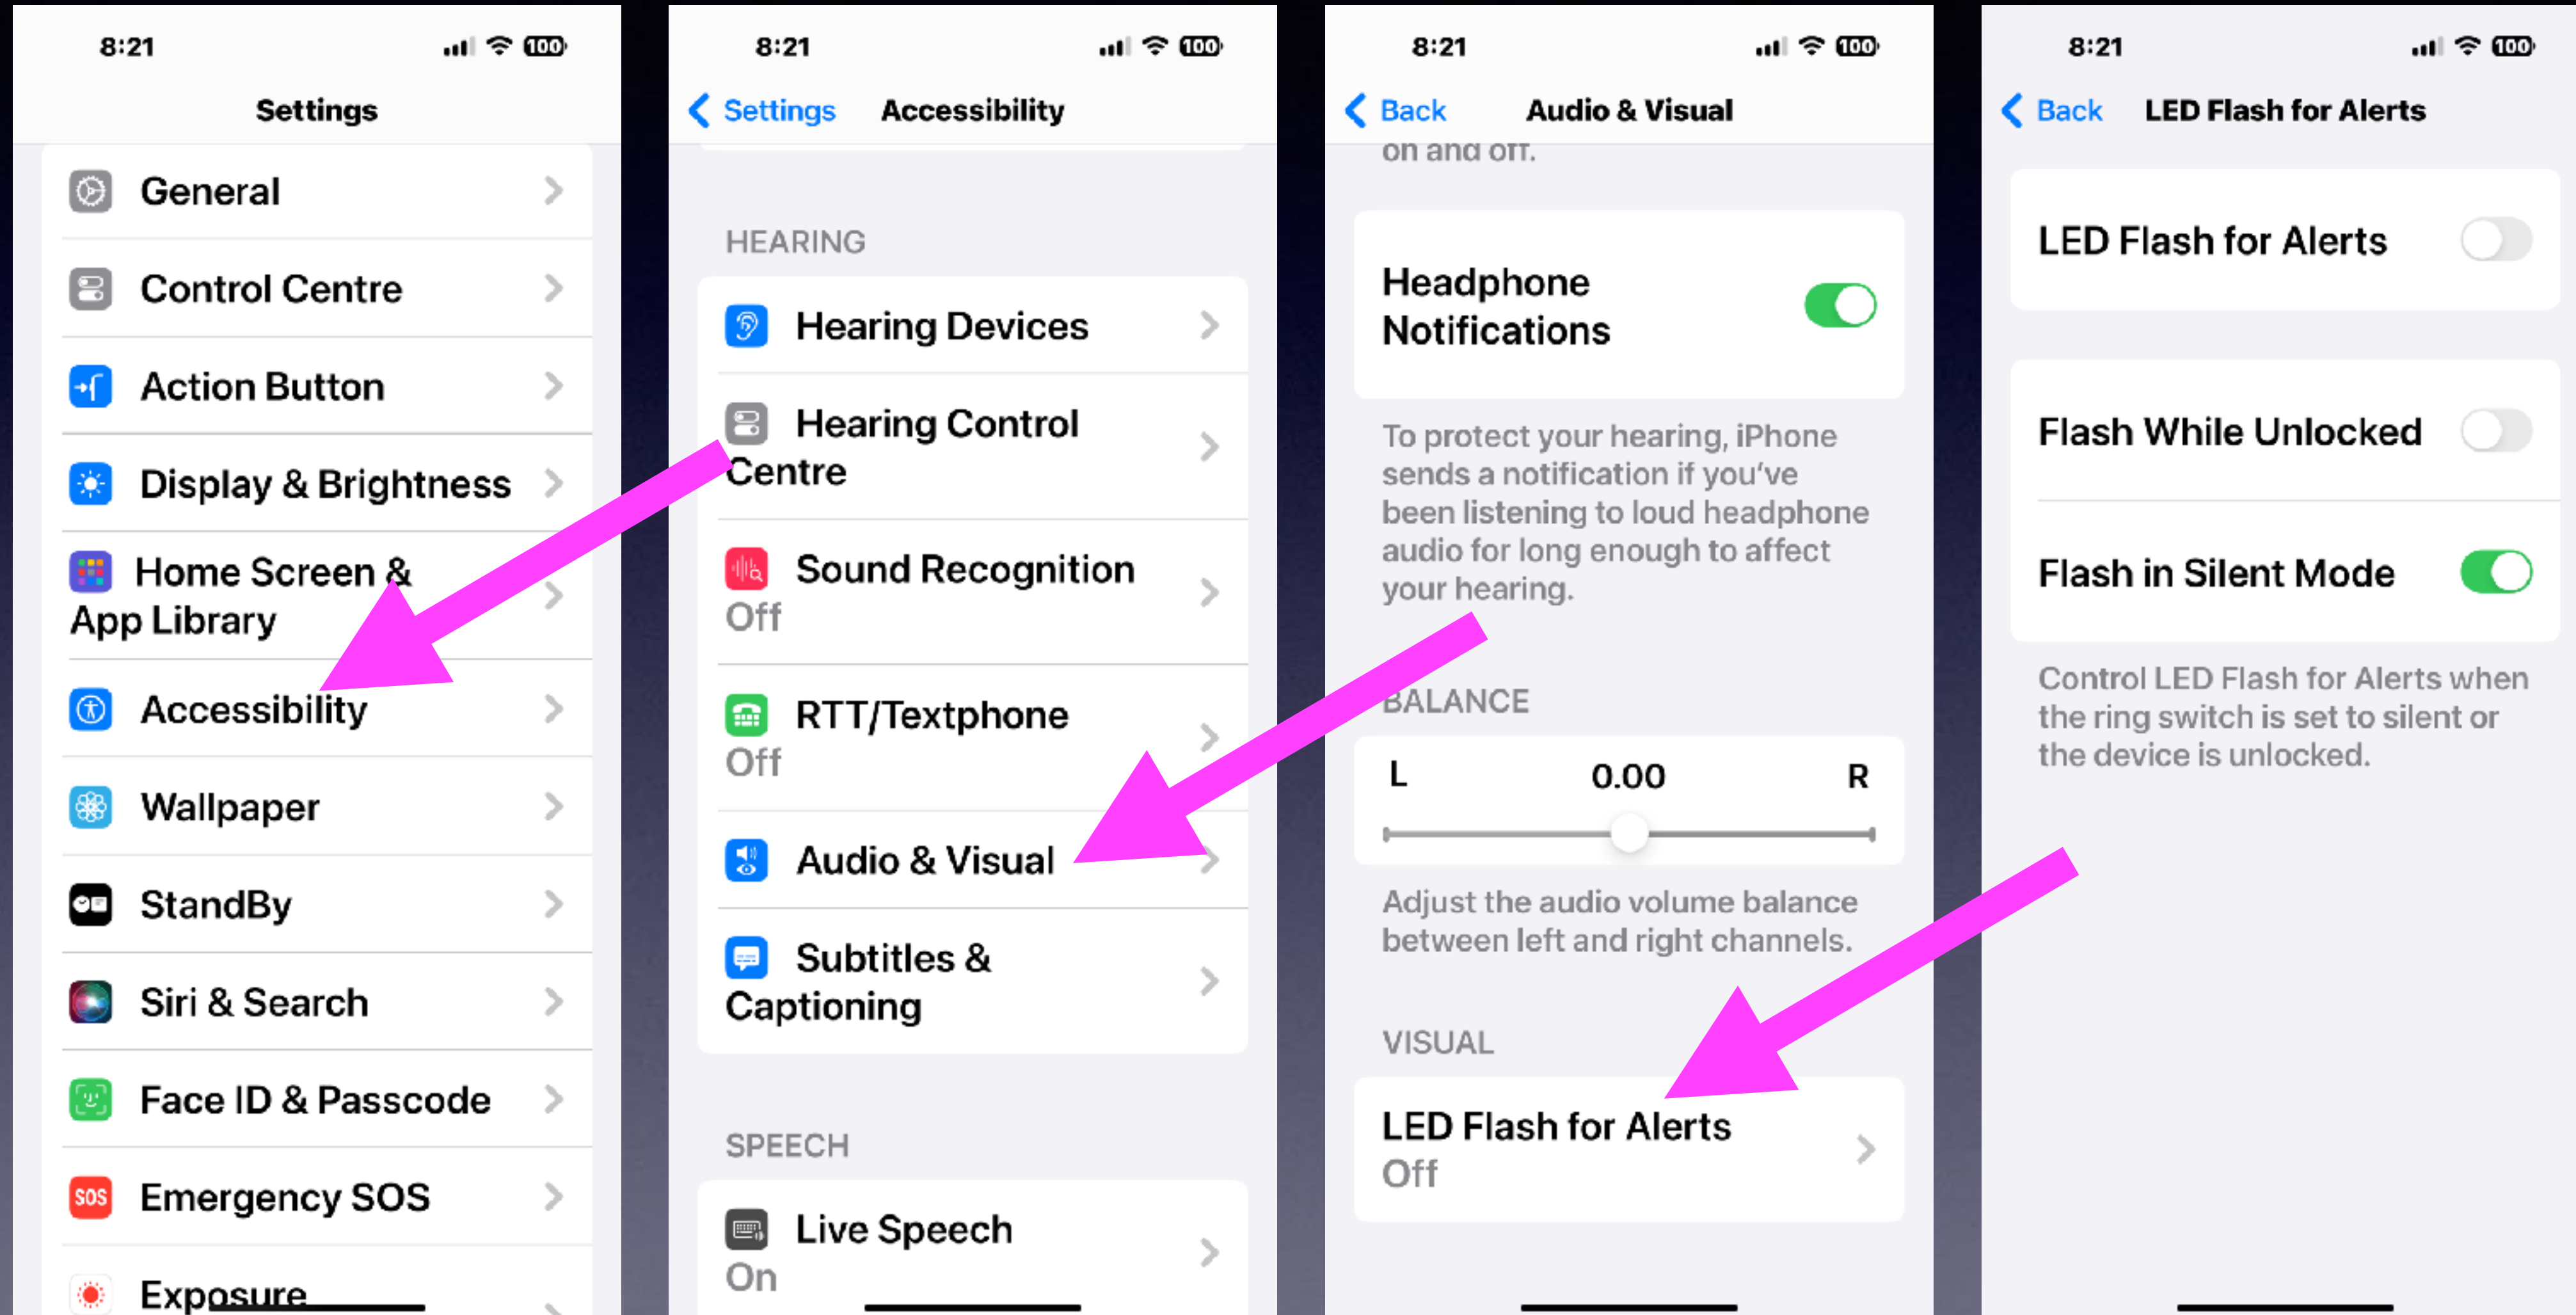 8:21
100
Settings
General
Control Centre
Action Button
Display & Brightness
Home Screen &
App Library
Accessibility
Wallpaper
StandBy
Siri & Search
Face ID & Passcode
SOS
Emergency SOS
Exposure
8:21
100
Settings
Accessibility
HEARING
Hearing Devices
Hearing Control
Centre
Sound Recognition
Off
RTT/Textphone
Off
Audio & Visual
Subtitles &
Captioning
SPEECH
Live Speech
On
8:21
100
Back
Audio & Visual
on and off.
Headphone
Notifications
To protect your hearing, iPhone
sends a notification if you've
been listening to loud headphone
audio for long enough to affect
your hearing.
BALANCE
L
0.00
R
Adjust the audio volume balance
between left and right channels.
VISUAL
LED Flash for Alerts
Off
8:21
100
Back
LED Flash for Alerts
LED Flash for Alerts
Flash While Unlocked
Flash in Silent Mode
Control LED Flash for Alerts when
the ring switch is set to silent or
the device is unlocked.